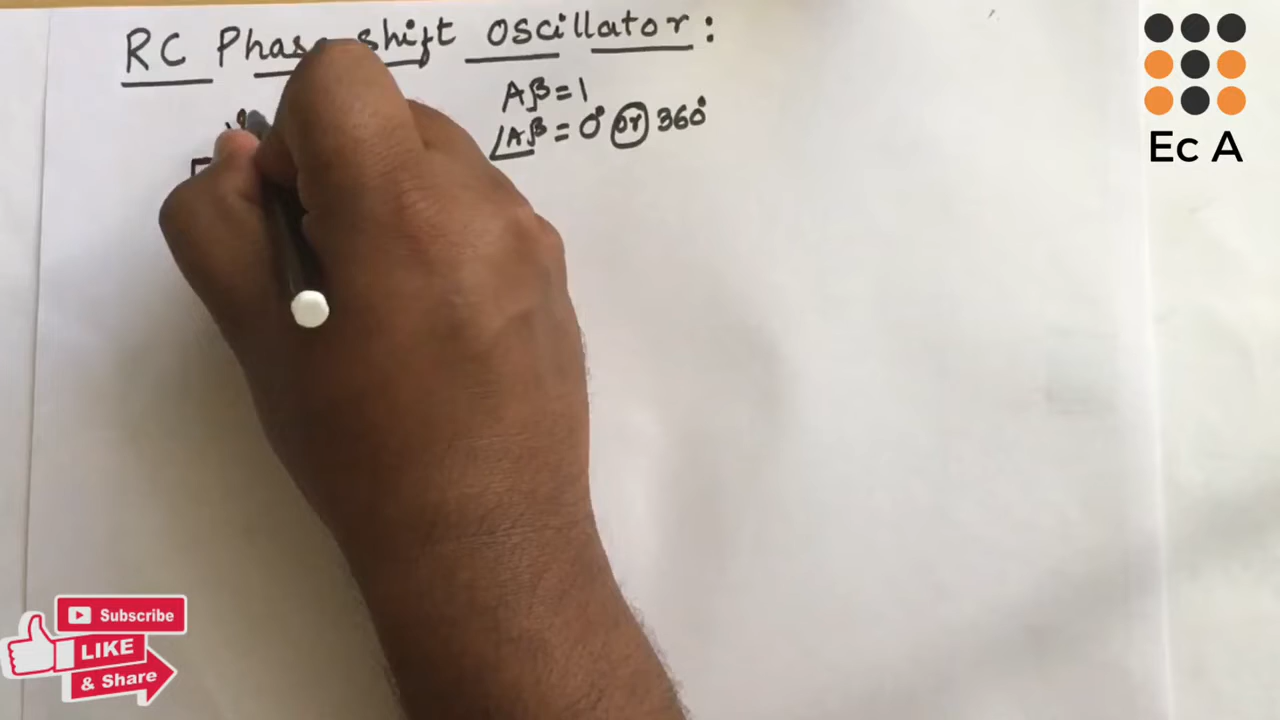 RC Phase shift Oscillator:
Aβ = 1
∠Aβ = 0° or 360°
Ec A
Subscribe
LIKE
& Share